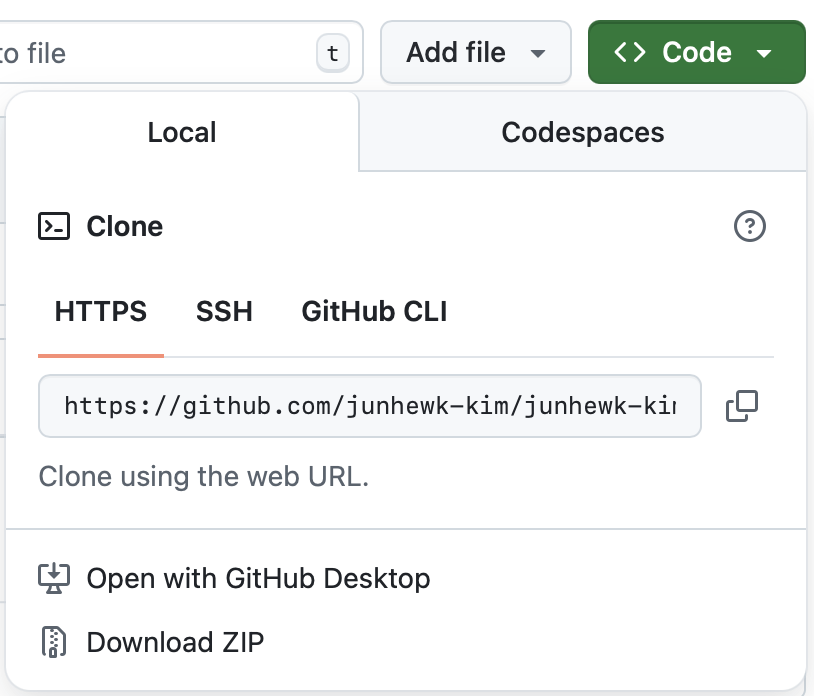 to file
t
Add file
Code
Local
Codespaces
Clone
HTTPS
SSH
GitHub CLI
https://github.com/junhewk-kim/junhewk-ki
Clone using the web URL.
Open with GitHub Desktop
Download ZIP